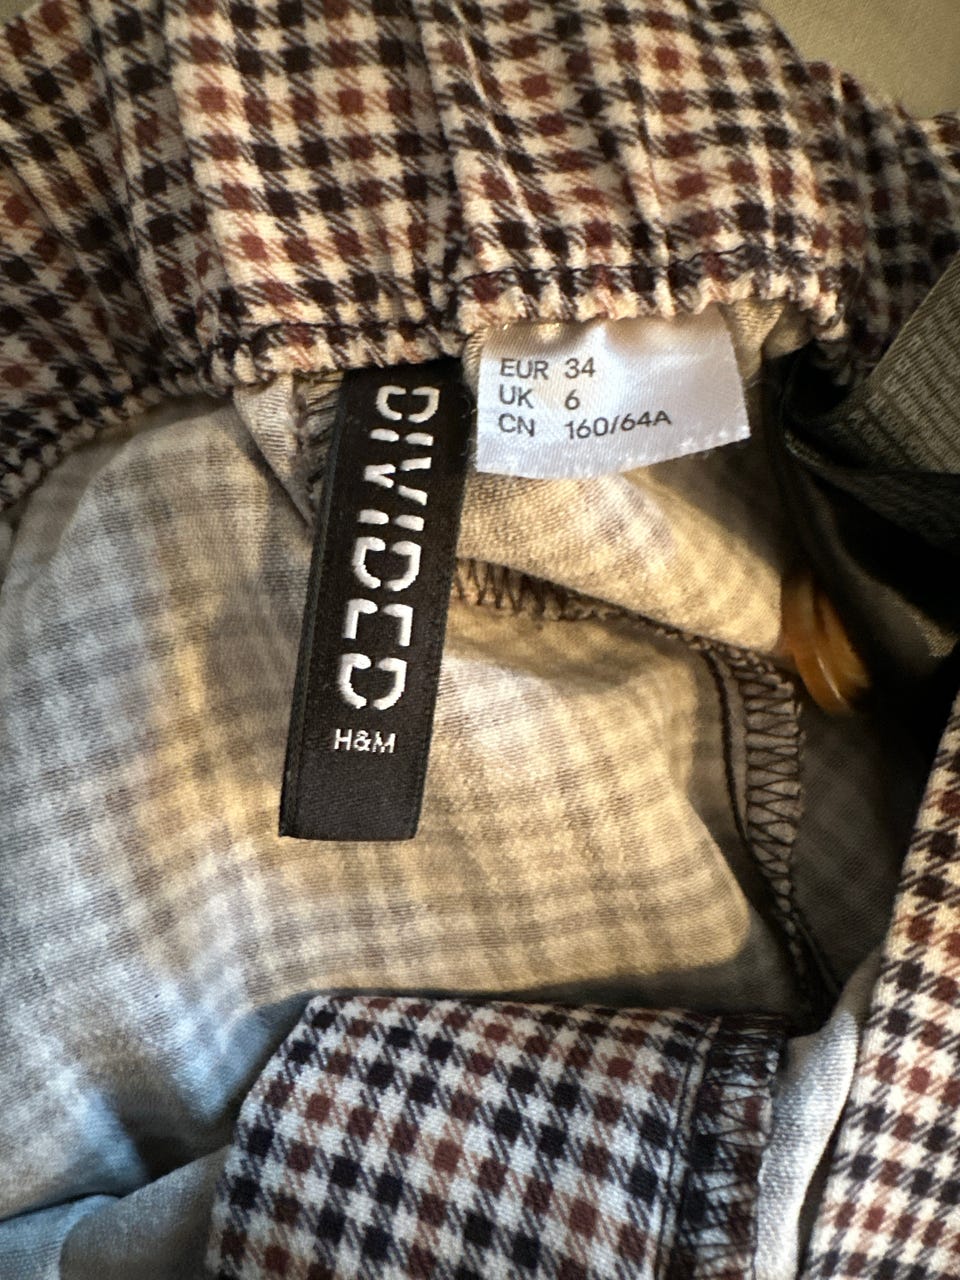 DIVIDED
H&M
EUR 34
UK 6
CN 160/64A